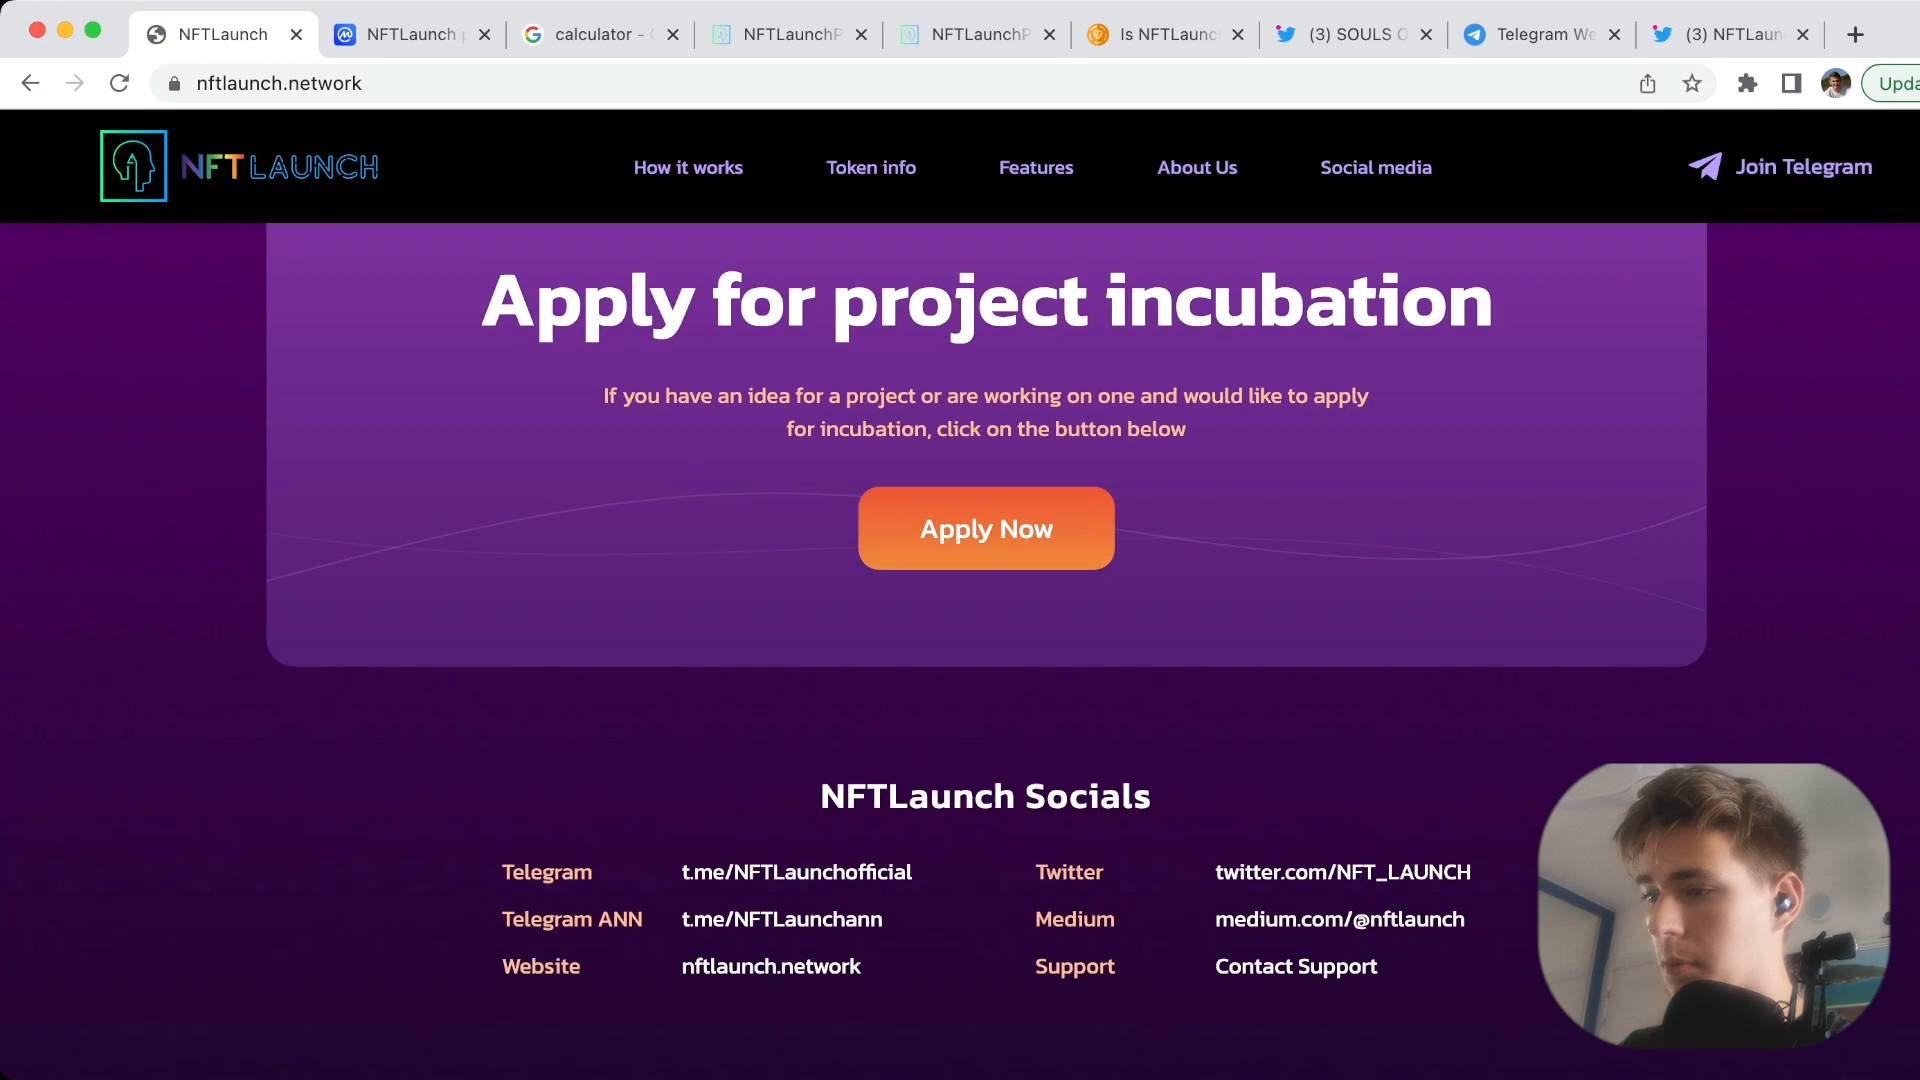 NFTLaunch
NFTLaunch
calculator -
NFTLaunchP
NFTLaunchP
Is NFTLaunc
(3) SOULS O
Telegram We
(3) NFTLaun
nftlaunch.network
Upda
NFT LAUNCH
How it works
Token info
Features
About Us
Social media
Join Telegram
Apply for project incubation
If you have an idea for a project or are working on one and would like to apply
for incubation, click on the button below
Apply Now
NFTLaunch Socials
Telegram t.me/NFTLaunchofficial Twitter twitter.com/NFT_LAUNCH
Telegram ANN t.me/NFTLaunchann Medium medium.com/@nftlaunch
Website nftlaunch.network Support Contact Support